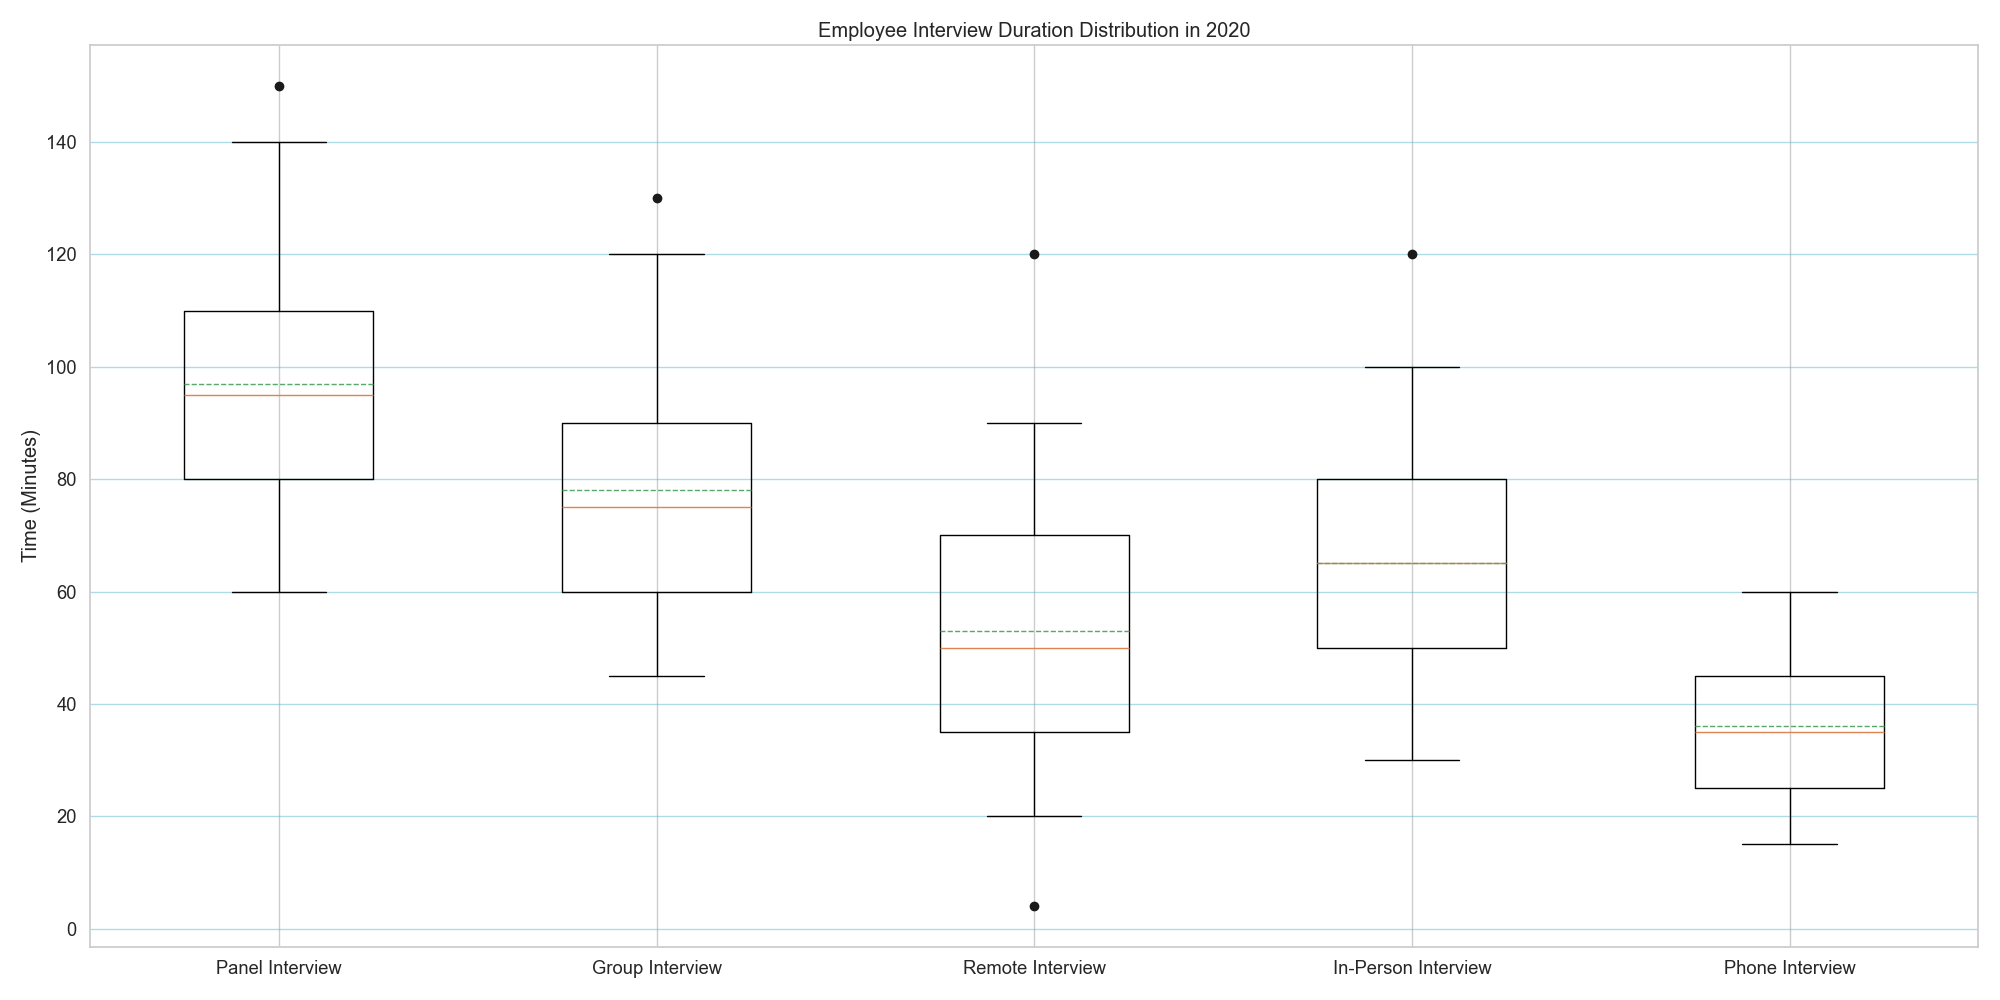 Employee Interview Duration Distribution in 2020
Time (Minutes)
140
120
100
80
60
40
20
0
Panel Interview
Group Interview
Remote Interview
In-Person Interview
Phone Interview